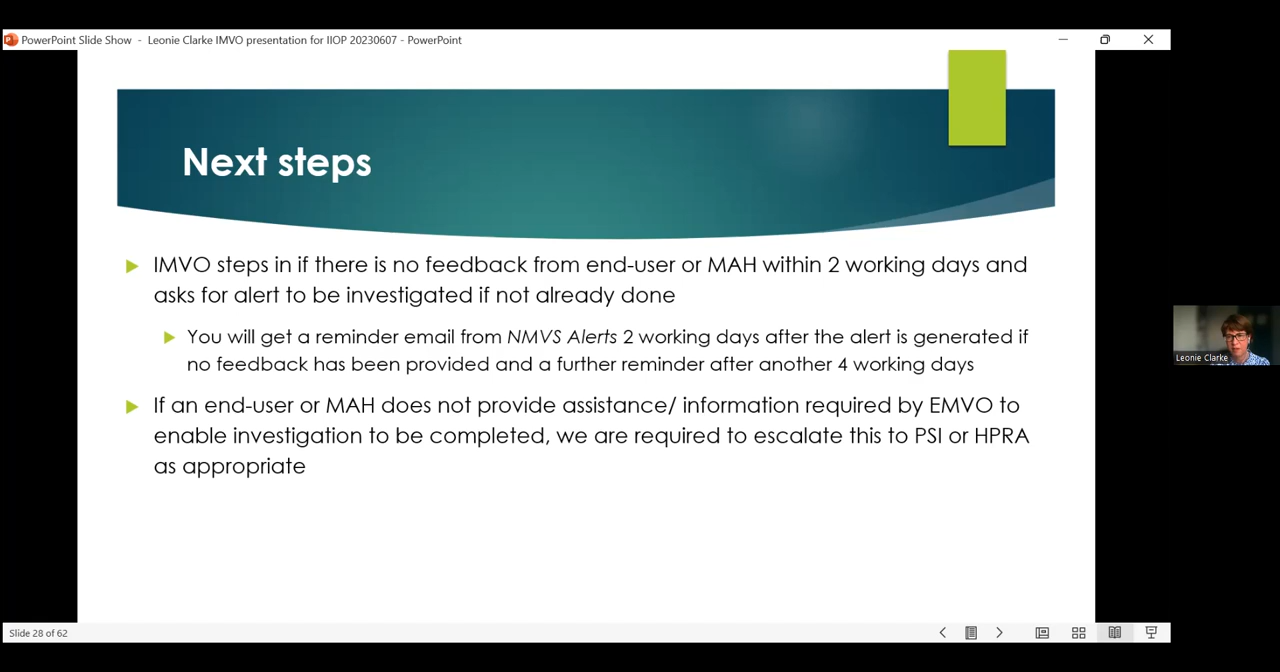 PowerPoint Slide Show - Leonie Clarke IMVO presentation for IIOP 20230607 - PowerPoint
Next steps
IMVO steps in if there is no feedback from end-user or MAH within 2 working days and
asks for alert to be investigated if not already done
You will get a reminder email from NMVS Alerts 2 working days after the alert is generated if
no feedback has been provided and a further reminder after another 4 working days
If an end-user or MAH does not provide assistance/ information required by EMVO to
enable investigation to be completed, we are required to escalate this to PSI or HPRA
as appropriate
Leonie Clarke
Slide 28 of 62